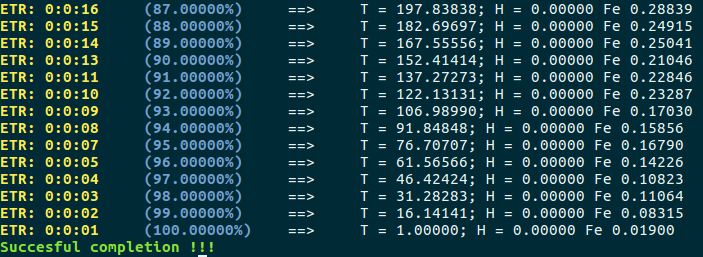 ETR: 0:0:16 (87.00000%) ==> T = 197.83838; H = 0.00000 Fe 0.28839
ETR: 0:0:15 (88.00000%) ==> T = 182.69697; H = 0.00000 Fe 0.24915
ETR: 0:0:14 (89.00000%) ==> T = 167.55556; H = 0.00000 Fe 0.25041
ETR: 0:0:13 (90.00000%) ==> T = 152.41414; H = 0.00000 Fe 0.21046
ETR: 0:0:11 (91.00000%) ==> T = 137.27273; H = 0.00000 Fe 0.22846
ETR: 0:0:10 (92.00000%) ==> T = 122.13131; H = 0.00000 Fe 0.23287
ETR: 0:0:09 (93.00000%) ==> T = 106.98990; H = 0.00000 Fe 0.17030
ETR: 0:0:08 (94.00000%) ==> T = 91.84848; H = 0.00000 Fe 0.15856
ETR: 0:0:07 (95.00000%) ==> T = 76.70707; H = 0.00000 Fe 0.16790
ETR: 0:0:05 (96.00000%) ==> T = 61.56566; H = 0.00000 Fe 0.14226
ETR: 0:0:04 (97.00000%) ==> T = 46.42424; H = 0.00000 Fe 0.10823
ETR: 0:0:03 (98.00000%) ==> T = 31.28283; H = 0.00000 Fe 0.11064
ETR: 0:0:02 (99.00000%) ==> T = 16.14141; H = 0.00000 Fe 0.08315
ETR: 0:0:01 (100.00000%) ==> T = 1.00000; H = 0.00000 Fe 0.01900
Succesful completion !!!